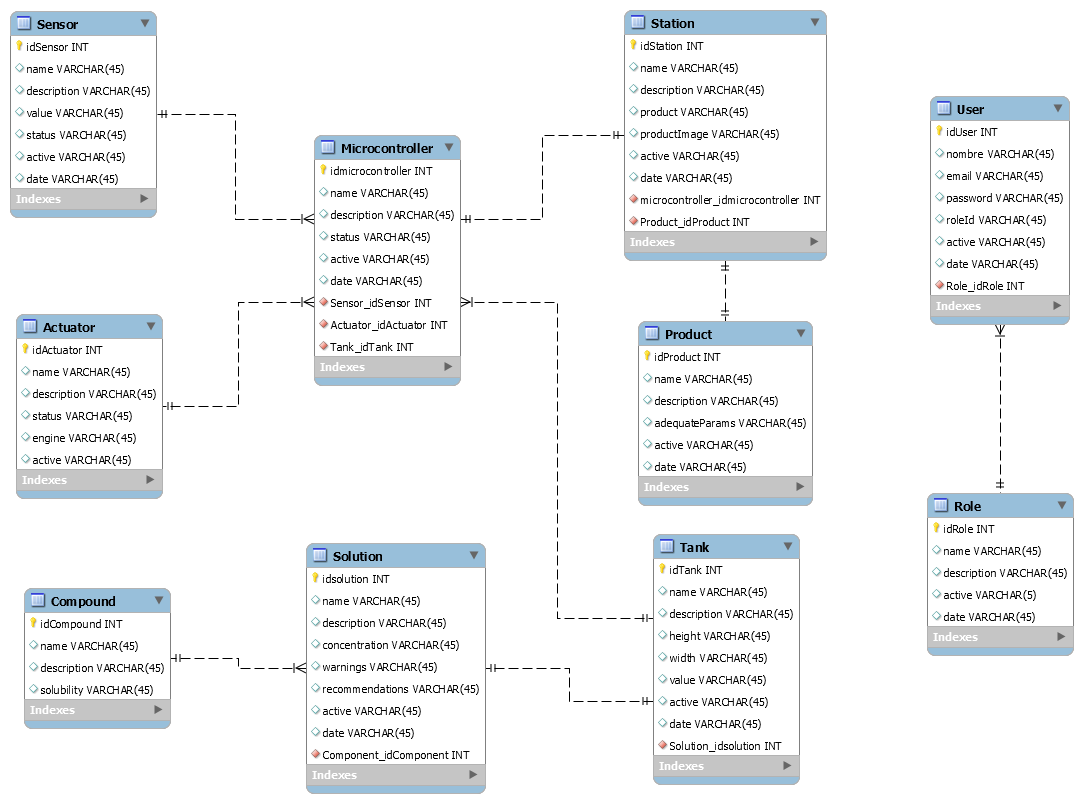 Sensor
idSensor INT
name VARCHAR(45)
description VARCHAR(45)
value VARCHAR(45)
status VARCHAR(45)
active VARCHAR(45)
date VARCHAR(45)
Indexes
Microcontroller
idmicrocontroller INT
name VARCHAR(45)
description VARCHAR(45)
status VARCHAR(45)
active VARCHAR(45)
date VARCHAR(45)
Sensor_idSensor INT
Actuator_idActuator INT
Tank_idTank INT
Indexes
Station
idStation INT
name VARCHAR(45)
description VARCHAR(45)
product VARCHAR(45)
productImage VARCHAR(45)
active VARCHAR(45)
date VARCHAR(45)
microcontroller_idmicrocontroller INT
Product_idProduct INT
Indexes
User
idUser INT
nombre VARCHAR(45)
email VARCHAR(45)
password VARCHAR(45)
roleId VARCHAR(45)
active VARCHAR(45)
date VARCHAR(45)
Role_idRole INT
Indexes
Actuator
idActuator INT
name VARCHAR(45)
description VARCHAR(45)
status VARCHAR(45)
engine VARCHAR(45)
active VARCHAR(45)
Indexes
Product
idProduct INT
name VARCHAR(45)
description VARCHAR(45)
adequateParams VARCHAR(45)
active VARCHAR(45)
date VARCHAR(45)
Indexes
Role
idRole INT
name VARCHAR(45)
description VARCHAR(45)
active VARCHAR(5)
date VARCHAR(45)
Indexes
Compound
idCompound INT
name VARCHAR(45)
description VARCHAR(45)
solubility VARCHAR(45)
Indexes
Solution
idsolution INT
name VARCHAR(45)
description VARCHAR(45)
concentration VARCHAR(45)
warnings VARCHAR(45)
recommendations VARCHAR(45)
active VARCHAR(45)
date VARCHAR(45)
Component_idComponent INT
Indexes
Tank
idTank INT
name VARCHAR(45)
description VARCHAR(45)
height VARCHAR(45)
width VARCHAR(45)
value VARCHAR(45)
active VARCHAR(45)
date VARCHAR(45)
Solution_idsolution INT
Indexes